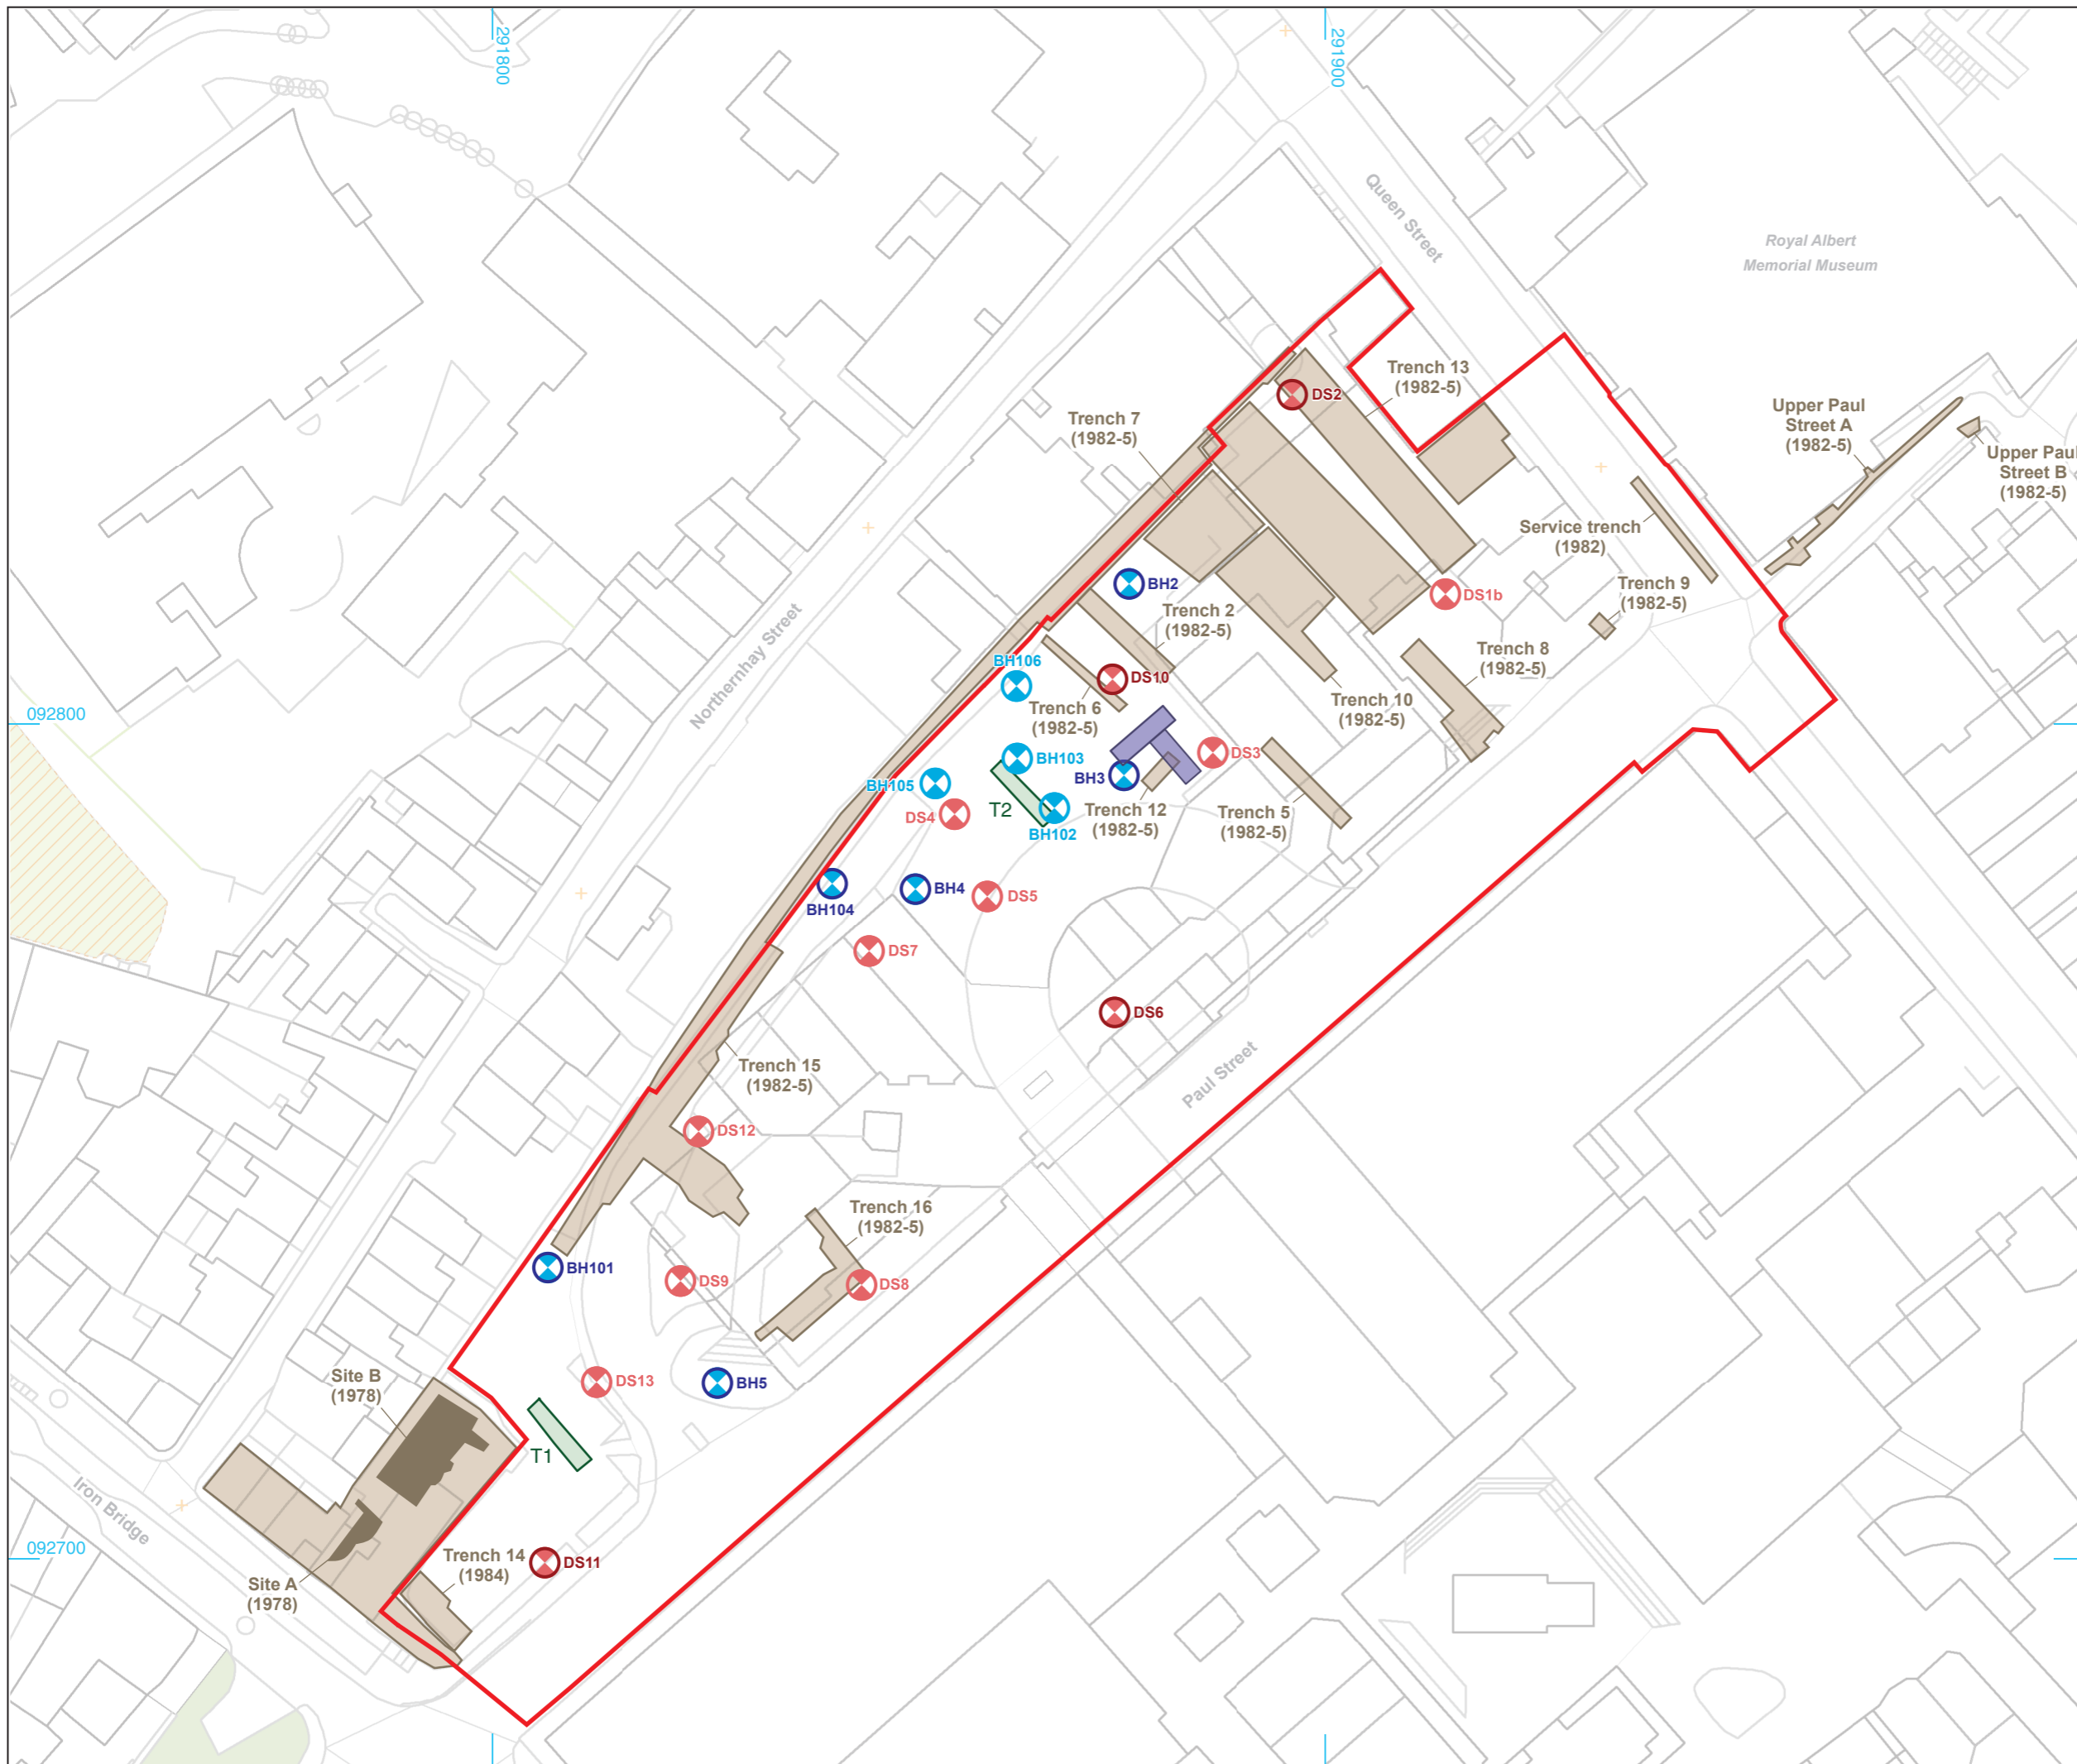 291800
291900
Queen Street
Royal Albert
Memorial Museum
Trench 13
(1982-5)
DS2
Trench 7
(1982-5)
Upper Paul
Street A
(1982-5)
Upper Paul
Street B
(1982-5)
Service trench
(1982)
Trench 9
(1982-5)
BH2
DS1b
Trench 2
(1982-5)
Northernhay Street
BH106
DS10
Trench 8
(1982-5)
Trench 6
(1982-5)
Trench 10
(1982-5)
092800
DS3
BH103
BH3
BH105
T2
DS4
BH102
Trench 12
(1982-5)
Trench 5
(1982-5)
BH104
BH4
DS5
DS7
DS6
Paul Street
Trench 15
(1982-5)
DS12
Trench 16
(1982-5)
BH101
DS9
DS8
DS13
BH5
Site B
(1978)
T1
Iron Bridge
092700
Trench 14
(1984)
DS11
Site A
(1978)